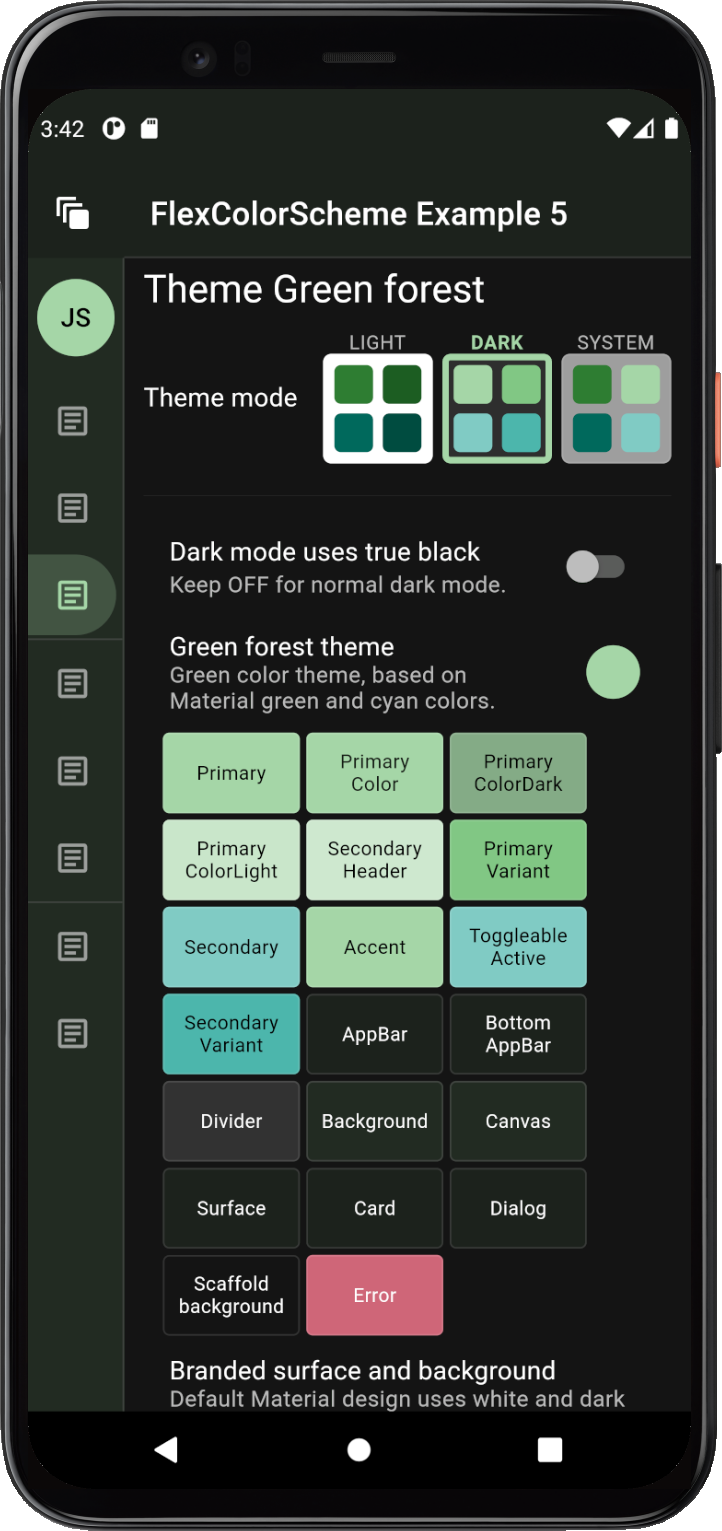 3:42
FlexColorScheme Example 5
JS
Theme Green forest
LIGHT
DARK
SYSTEM
Theme mode
Dark mode uses true black
Keep OFF for normal dark mode.
Green forest theme
Green color theme, based on
Material green and cyan colors.
Primary
Primary
Color
Primary
ColorDark
Primary
ColorLight
Secondary
Header
Primary
Variant
Secondary
Accent
Toggleable
Active
Secondary
Variant
AppBar
Bottom
AppBar
Divider
Background
Canvas
Surface
Card
Dialog
Scaffold
background
Error
Branded surface and background
Default Material design uses white and dark